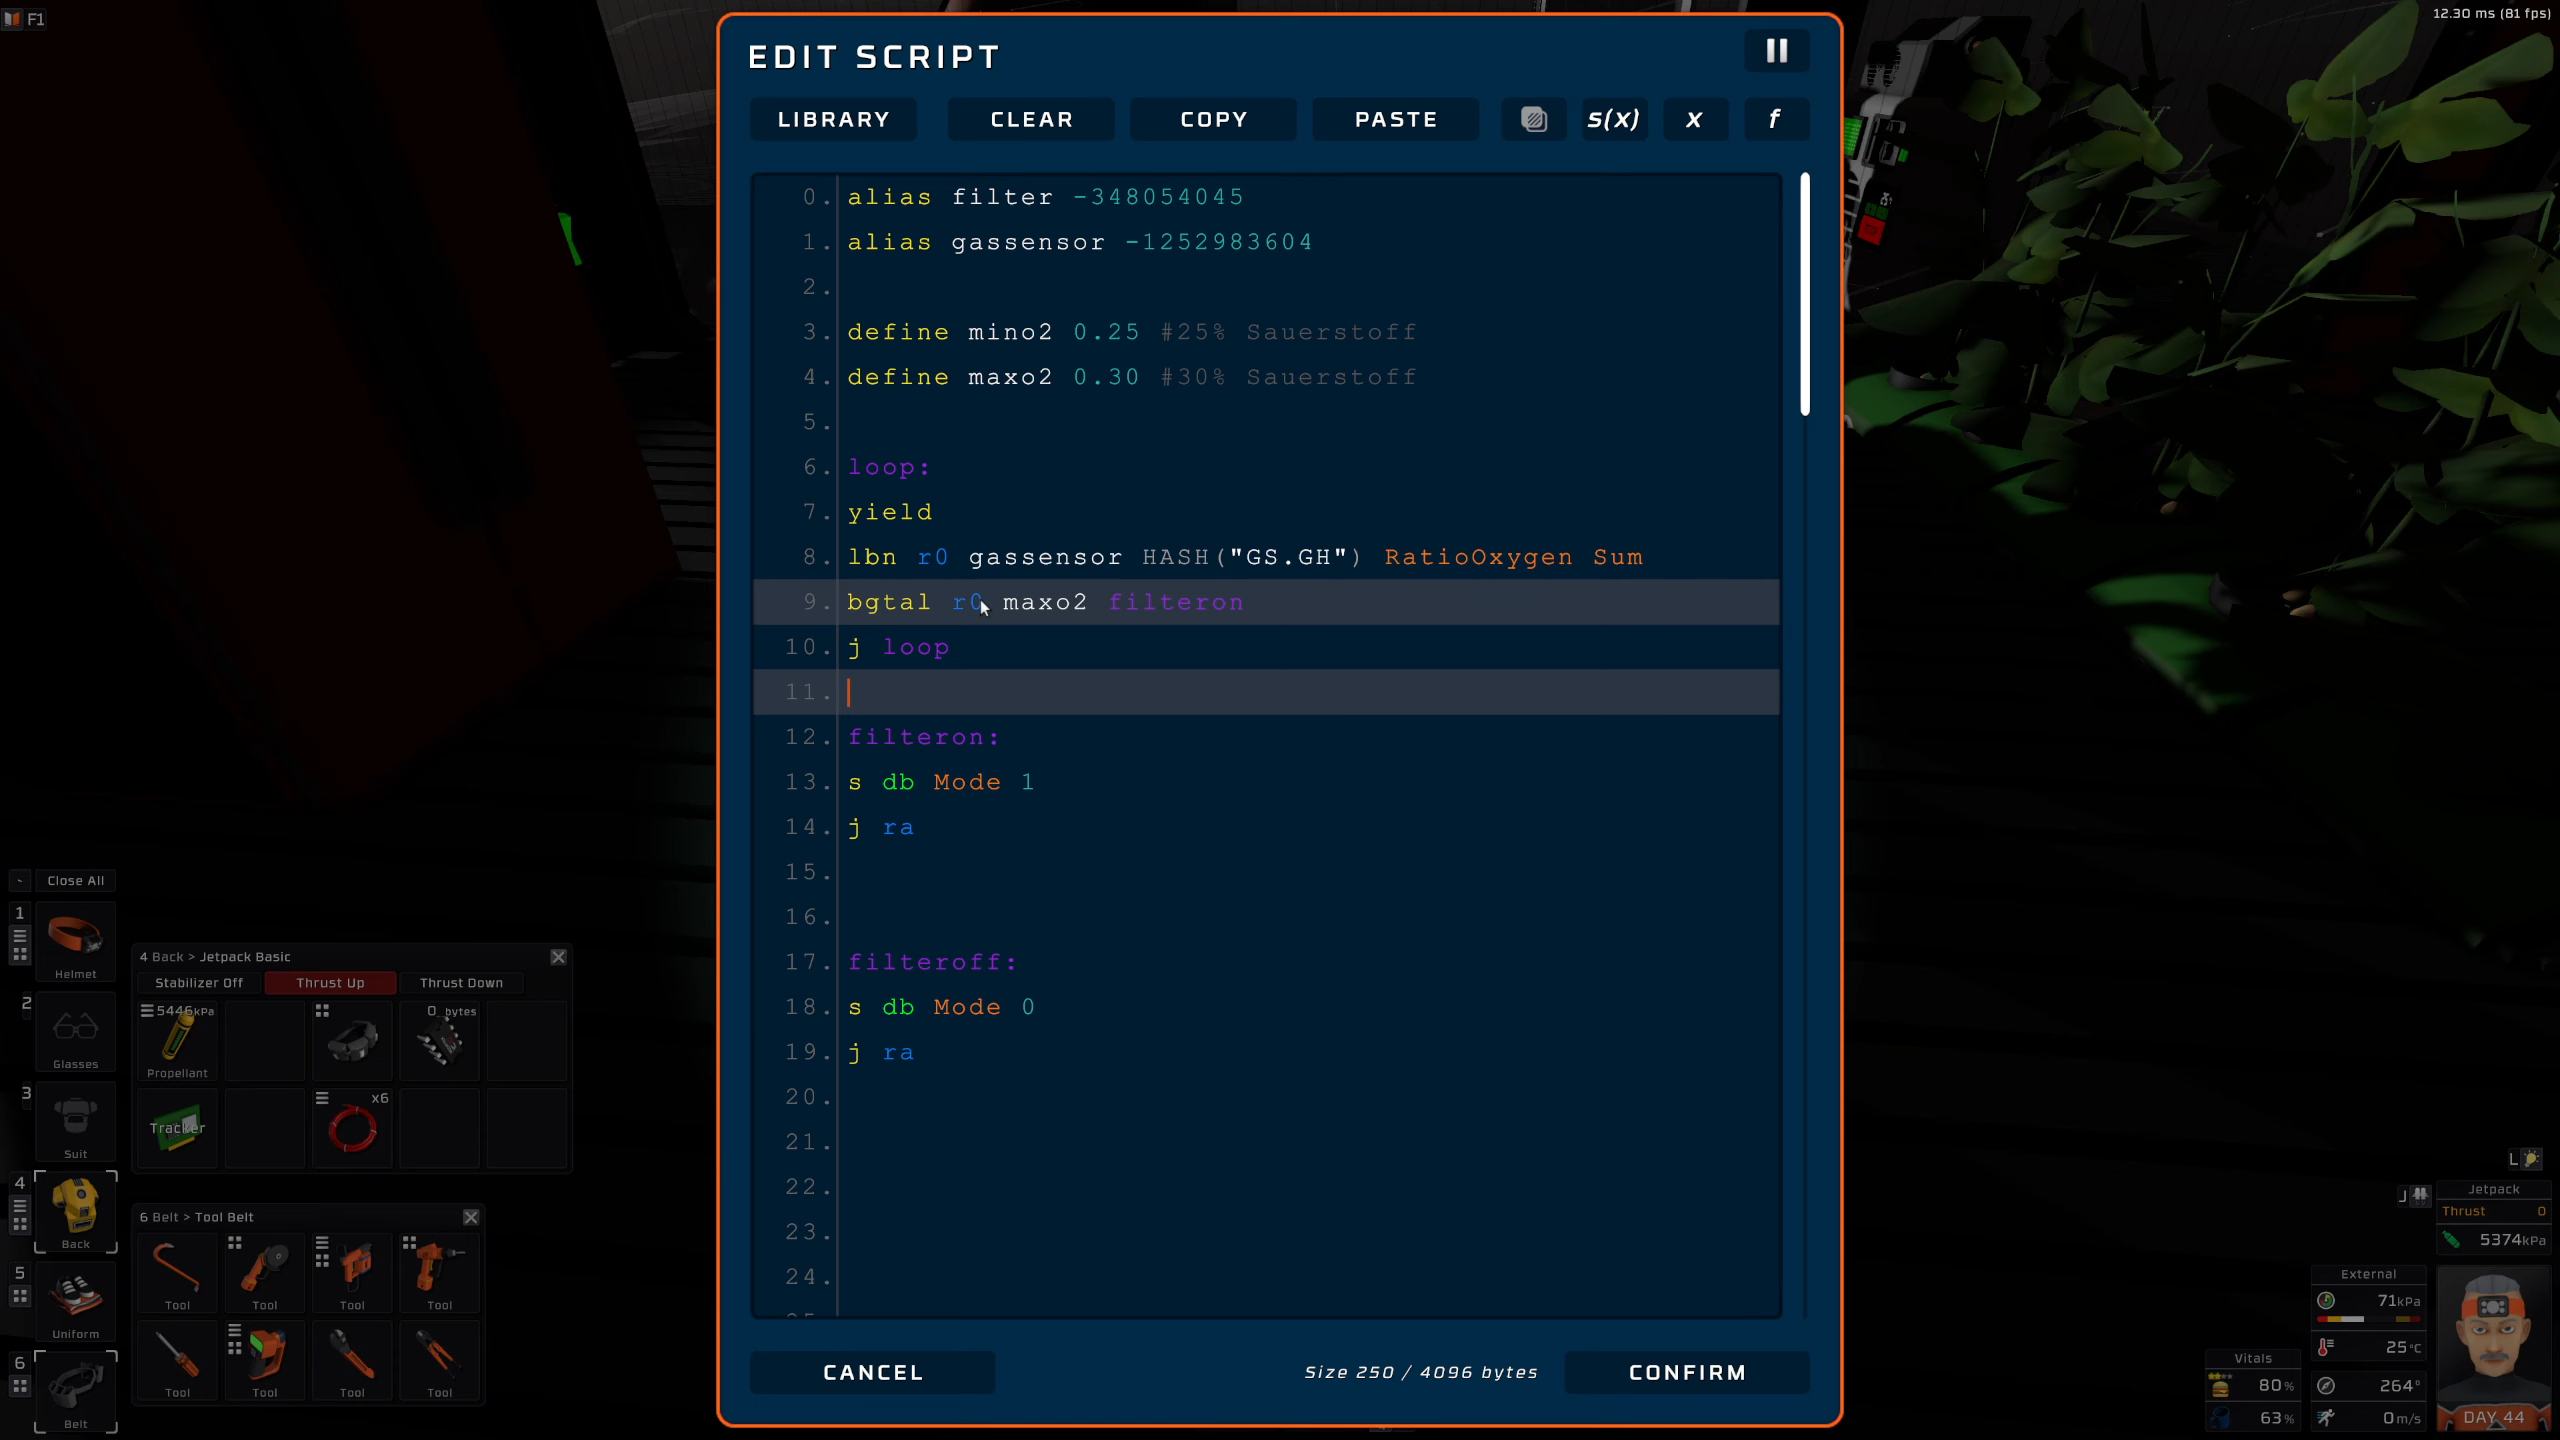 F1
12.30 ms (81 fps)
EDIT SCRIPT
LIBRARY CLEAR COPY PASTE s(x) x f
0. alias filter -348054045
1. alias gassensor -1252983604
2.
3. define mino2 0.25 #25% Sauerstoff
4. define maxo2 0.30 #30% Sauerstoff
5.
6. loop:
7. yield
8. lbn r0 gassensor HASH("GS.GH") RatioOxygen Sum
9. bgtal r0 maxo2 filteron
10. j loop
11.
12. filteron:
13. s db Mode 1
14. j ra
15.
16.
17. filteroff:
18. s db Mode 0
19. j ra
20.
21.
22.
23.
24.
CANCEL Size 250 / 4096 bytes CONFIRM
~ Close All
1 Helmet
2 Glasses
3 Suit
4 Back
5 Uniform
6 Belt
4 Back > Jetpack Basic
Stabilizer Off Thrust Up Thrust Down
5446kPa 0 bytes
Propellant
Tracker x6
6 Belt > Tool Belt
Tool Tool Tool Tool
Tool Tool Tool Tool
L
J Jetpack
Thrust 0
5374kPa
External
71kPa
25°C
264°
0m/s
Vitals
80%
63%
DAY 44